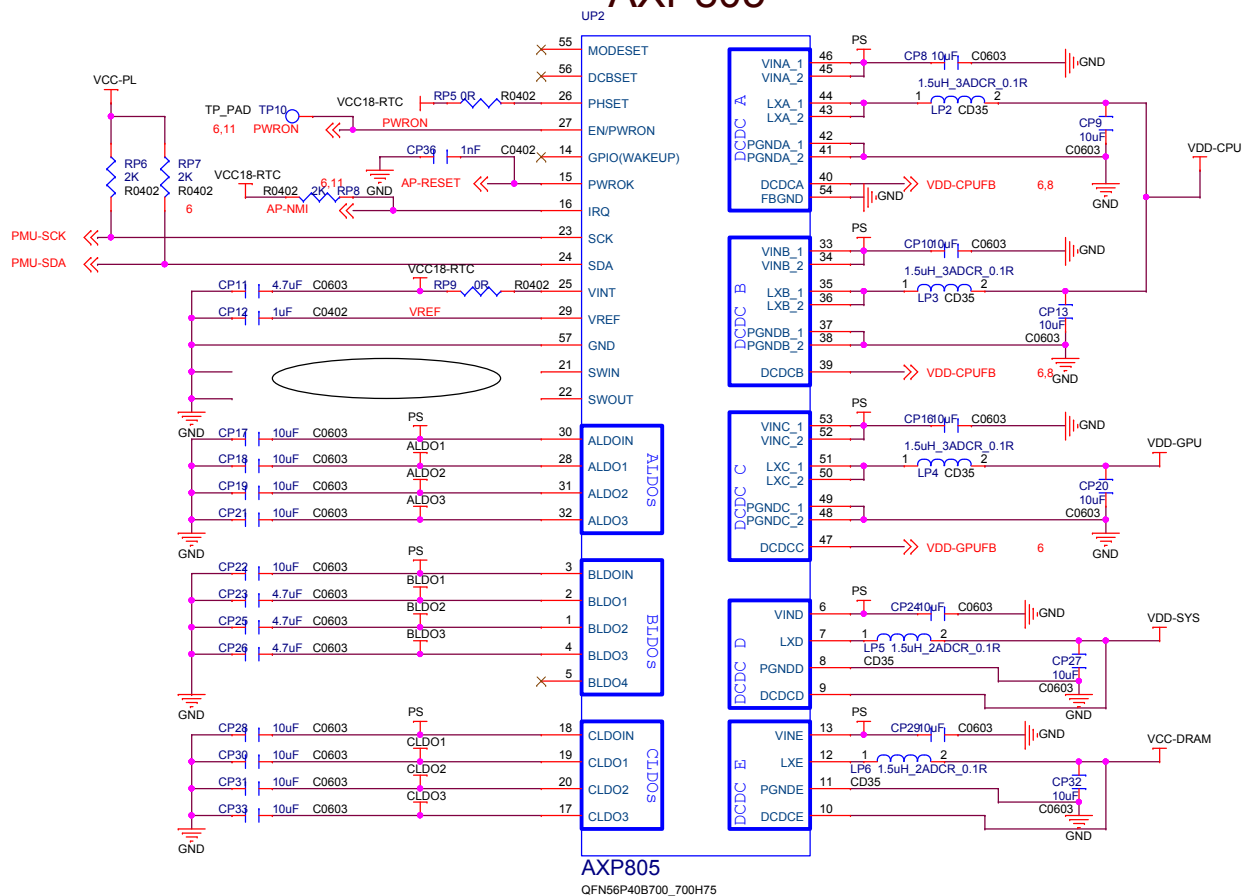 AXP805
UP2
55 MODESET
56 DCBSET
VCC-PL
VCC18-RTC RP5 0R R0402 26 PHSET
TP_PAD TP10
6,11 PWRON PWRON 27 EN/PWRON
14 GPIO(WAKEUP)
CP36 1nF C0402
GND AP-RESET 15 PWROK
RP6 2K R0402
RP7 2K R0402
6
VCC18-RTC R0402 2K RP8
6,11
AP-NMI 16 IRQ
PMU-SCK 23 SCK
PMU-SDA 24 SDA
VCC18-RTC
CP11 4.7uF C0603 RP9 0R R0402 25 VINT
CP12 1uF C0402 VREF 29 VREF
57 GND
21 SWIN
22 SWOUT
GND
PS
CP17 10uF C0603 30 ALDOIN
ALDO1
CP18 10uF C0603 28 ALDO1
ALDO2
CP19 10uF C0603 31 ALDO2
ALDO3
CP21 10uF C0603 32 ALDO3
ALDOs
GND
PS
CP22 10uF C0603 3 BLDOIN
BLDO1
CP23 4.7uF C0603 2 BLDO1
BLDO2
CP25 4.7uF C0603 1 BLDO2
BLDO3
CP26 4.7uF C0603 4 BLDO3
5 BLDO4
BLDOs
GND
PS
CP28 10uF C0603 18 CLDOIN
CLDO1
CP30 10uF C0603 19 CLDO1
CLDO2
CP31 10uF C0603 20 CLDO2
CLDO3
CP33 10uF C0603 17 CLDO3
CLDOs
GND
DCDC A
PS
VINA_1 46 CP8 10uF C0603 GND
VINA_2 45
1.5uH_3ADCR_0.1R
LXA_1 44 1 2
LXA_2 43 LP2 CD35
CP9
10uF
C0603
PGNDA_1 42
PGNDA_2 41
GND
DCDCA 40 VDD-CPUFB 6,8
FBGND 54 GND
VDD-CPU
DCDC B
PS
VINB_1 33 CP10 10uF C0603 GND
VINB_2 34
1.5uH_3ADCR_0.1R
LXB_1 35 1 2
LXB_2 36 LP3 CD35
CP13
10uF
C0603
PGNDB_1 37
PGNDB_2 38
GND
DCDCB 39 VDD-CPUFB 6,8
DCDC C
PS
VINC_1 53 CP16 10uF C0603 GND
VINC_2 52
1.5uH_3ADCR_0.1R
LXC_1 51 1 2
LXC_2 50 LP4 CD35
VDD-GPU
CP20
10uF
C0603
PGNDC_1 49
PGNDC_2 48
GND
DCDCC 47 VDD-GPUFB 6
DCDC D
PS
VIND 6 CP24 10uF C0603 GND
LXD 7 1 2 VDD-SYS
LP5 1.5uH_2ADCR_0.1R
PGNDD 8 CD35
CP27
10uF
C0603
DCDCD 9
GND
DCDC E
PS
VINE 13 CP29 10uF C0603 GND
LXE 12 1 2 VCC-DRAM
LP6 1.5uH_2ADCR_0.1R
PGNDE 11 CD35
CP32
10uF
C0603
DCDCE 10
GND
AXP805
QFN56P40B700_700H75